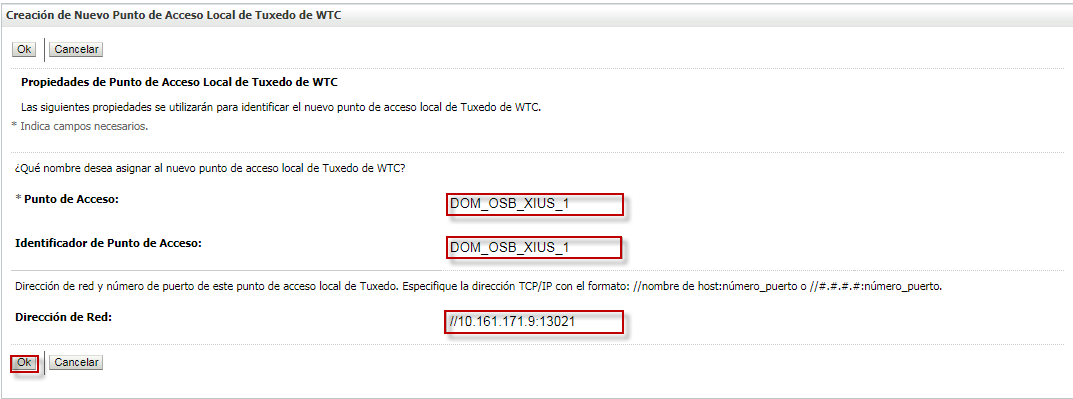 Creación de Nuevo Punto de Acceso Local de Tuxedo de WTC
Ok Cancelar
Propiedades de Punto de Acceso Local de Tuxedo de WTC
Las siguientes propiedades se utilizarán para identificar el nuevo punto de acceso local de Tuxedo de WTC.
* Indica campos necesarios.
¿Qué nombre desea asignar al nuevo punto de acceso local de Tuxedo de WTC?
* Punto de Acceso: DOM_OSB_XIUS_1
Identificador de Punto de Acceso: DOM_OSB_XIUS_1
Dirección de red y número de puerto de este punto de acceso local de Tuxedo. Especifique la dirección TCP/IP con el formato: //nombre de host:número_puerto o //#.#.#.#:número_puerto.
Dirección de Red: //10.161.171.9:13021
Ok Cancelar